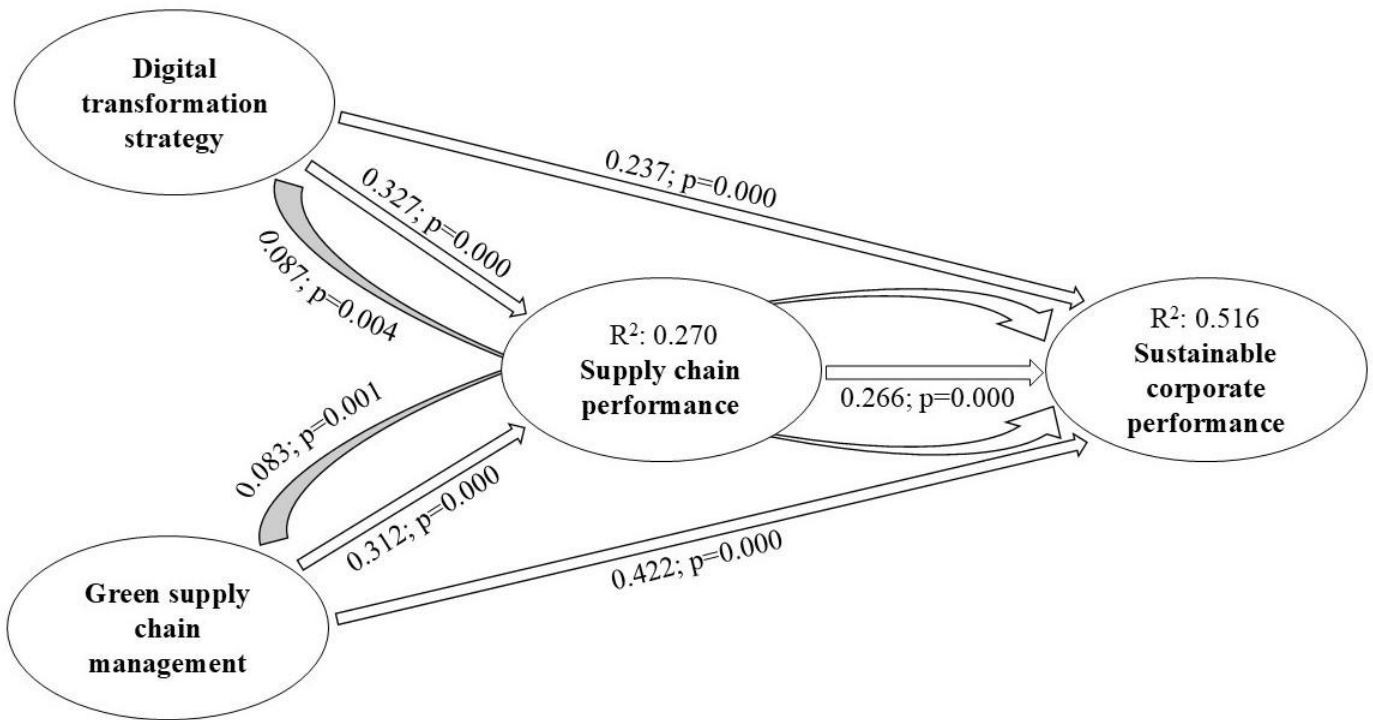 Digital
transformation
strategy
0.237; p=0.000
0.327; p=0.000
0.087; p=0.004
R²: 0.270
Supply chain
performance
0.266; p=0.000
R²: 0.516
Sustainable
corporate
performance
0.083; p=0.001
0.312; p=0.000
0.422; p=0.000
Green supply
chain
management